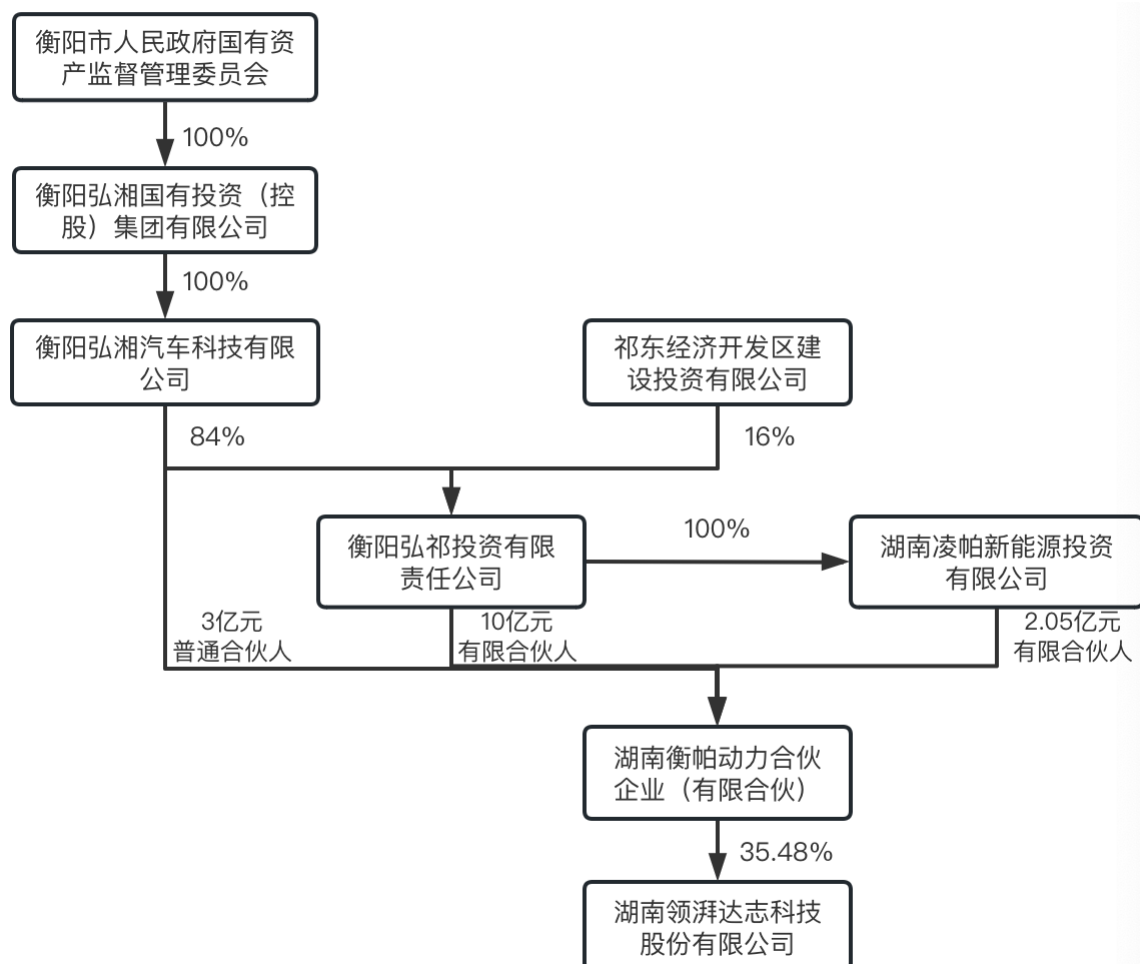 衡阳市人民政府国有资
产监督管理委员会
100%
衡阳弘湘国有投资（控
股）集团有限公司
100%
衡阳弘湘汽车科技有限
公司
祁东经济开发区建
设投资有限公司
84%
16%
衡阳弘祁投资有限
责任公司
100%
湖南凌帕新能源投资
有限公司
3亿元
普通合伙人
10亿元
有限合伙人
2.05亿元
有限合伙人
湖南衡帕动力合伙
企业（有限合伙）
35.48%
湖南领湃达志科技
股份有限公司